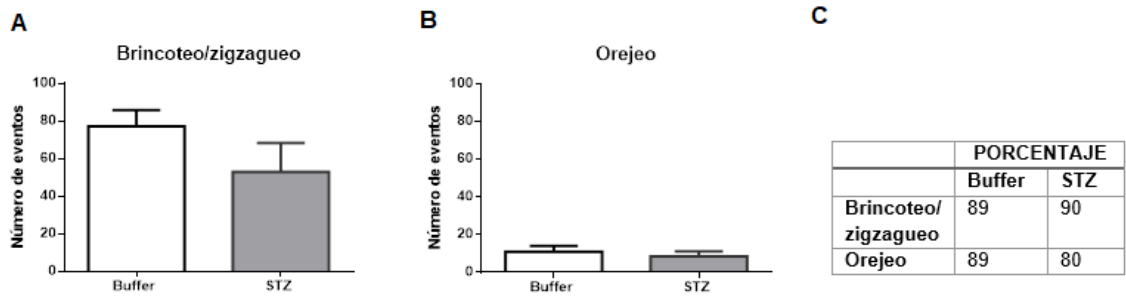 A
Brincoteo/zigzagueo
Número de eventos
100
80
60
40
20
0
Buffer
STZ
B
Orejeo
Número de eventos
100
80
60
40
20
0
Buffer
STZ
C
PORCENTAJE
Buffer STZ
Brincoteo/ 89 90
zigzagueo
Orejeo 89 80